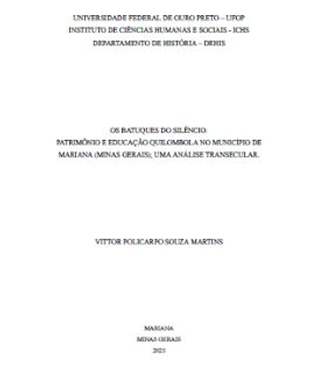 UNIVERSIDADE FEDERAL DE OURO PRETO – UFOP
INSTITUTO DE CIÊNCIAS HUMANAS E SOCIAIS - ICHS
DEPARTAMENTO DE HISTÓRIA – DEHIS
OS BATUQUES DO SILÊNCIO:
PATRIMÔNIO E EDUCAÇÃO QUILOMBOLA NO MUNICÍPIO DE
MARIANA (MINAS GERAIS); UMA ANÁLISE TRANSECULAR.
VITTOR POLICARPO SOUZA MARTINS
MARIANA
MINAS GERAIS